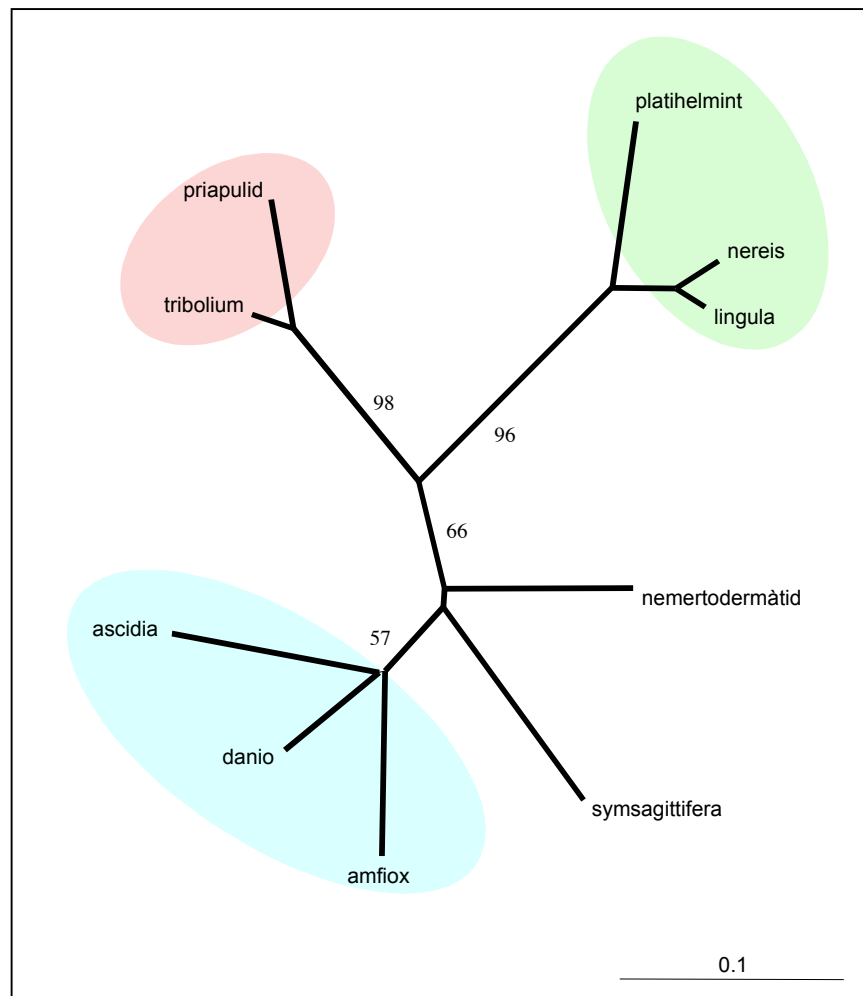 platihelmint
priapulid
nereis
tribolium
lingula
98
96
66
nemertodermàtid
ascidia
57
danio
symsagittifera
amfiox
0.1